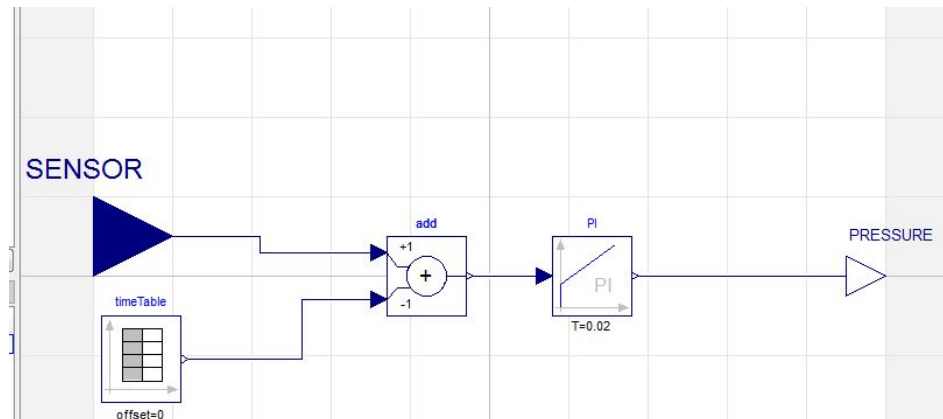 SENSOR
add
PI
PRESSURE
+1
+
PI
-1
timeTable
T=0.02
offset=0